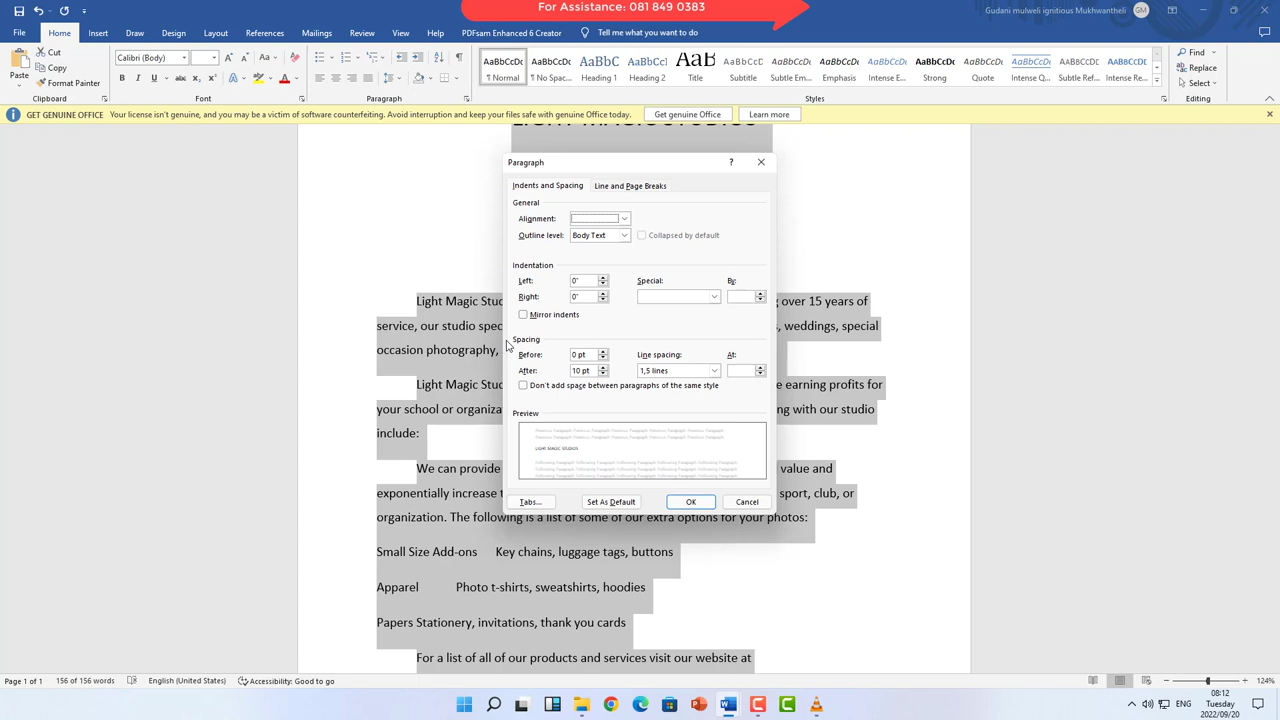 For Assistance: 081 849 0383
Gudani mulweli ignitious Mukhwantheli GM
File Home Insert Draw Design Layout References Mailings Review View Help PDFsam Enhanced 6 Creator Tell me what you want to do
Paste
Cut
Copy
Format Painter
Clipboard
Calibri (Body)
Font
Paragraph
¶ Normal
¶ No Spac...
Heading 1
Heading 2
Title
Subtitle
Subtle Em...
Emphasis
Intense E...
Strong
Quote
Intense Q...
Subtle Ref...
Intense Re...
Styles
Find
Replace
Select
Editing
GET GENUINE OFFICE Your license isn't genuine, and you may be a victim of software counterfeiting. Avoid interruption and keep your files safe with genuine Office today. Get genuine Office Learn more
Paragraph
Indents and Spacing Line and Page Breaks
General
Alignment:
Outline level: Body Text Collapsed by default
Indentation
Left: 0" Special: By:
Right: 0"
Mirror indents
Spacing
Before: 0 pt Line spacing: At:
After: 10 pt 1,5 lines
Don't add space between paragraphs of the same style
Preview
LIGHT MAGIC STUDIOS
Tabs... Set As Default OK Cancel
Light Magic Stud
over 15 years of
service, our studio spec
, weddings, special
occasion photography,
Light Magic Stud
e earning profits for
your school or organiza
ng with our studio
include:
We can provide
value and
exponentially increase t
sport, club, or
organization. The following is a list of some of our extra options for your photos:
Small Size Add-ons Key chains, luggage tags, buttons
Apparel Photo t-shirts, sweatshirts, hoodies
Papers Stationery, invitations, thank you cards
For a list of all of our products and services visit our website at
Page 1 of 1 156 of 156 words English (United States) Accessibility: Good to go 124%
ENG
08:12
Tuesday
2022/09/20